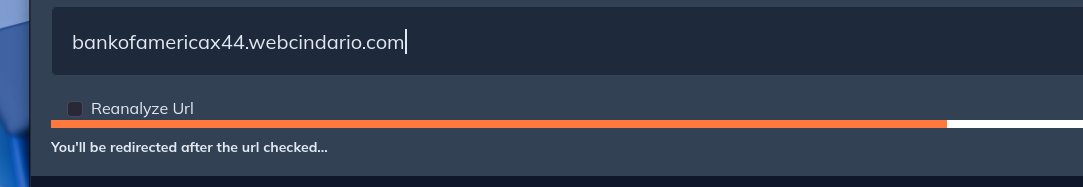 bankofamericax44.webcindario.com
Reanalyze Url
You'll be redirected after the url checked...